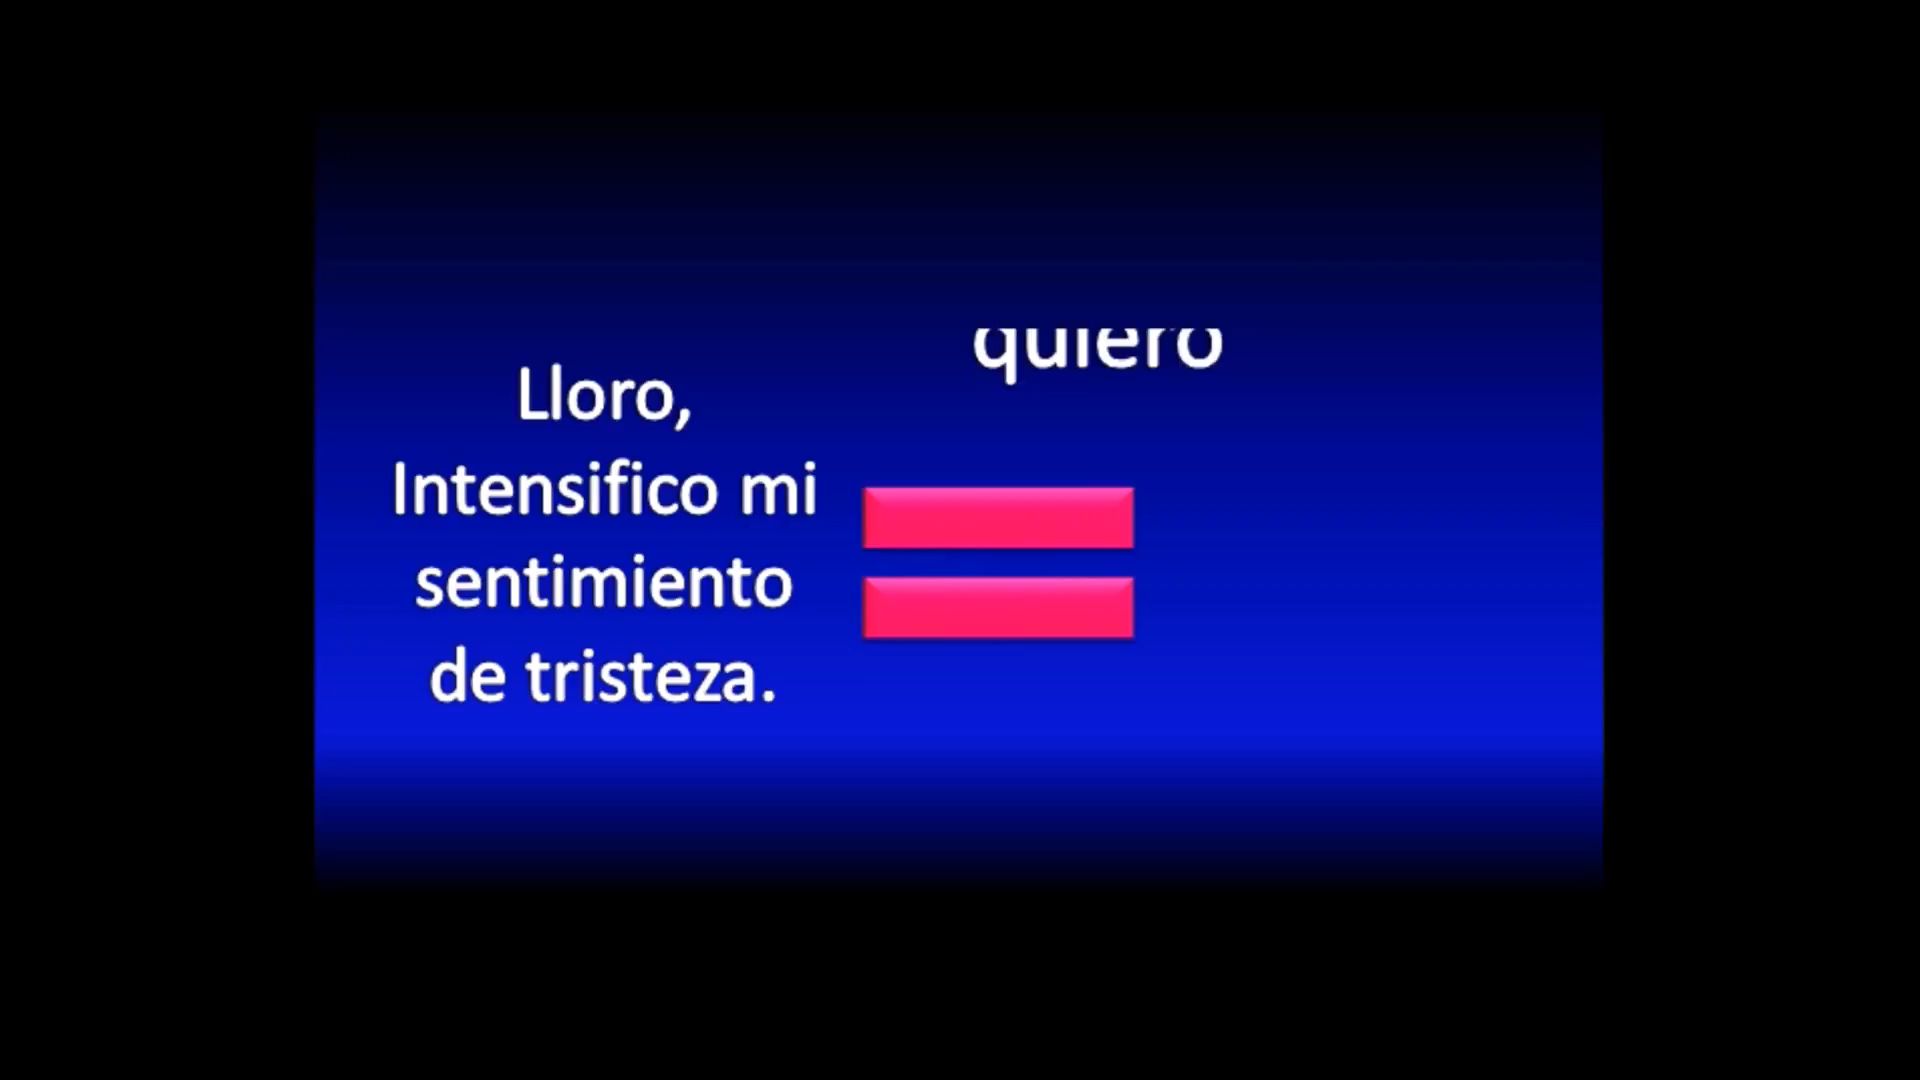 Lloro,
Intensifico mi
sentimiento
de tristeza.
quiero